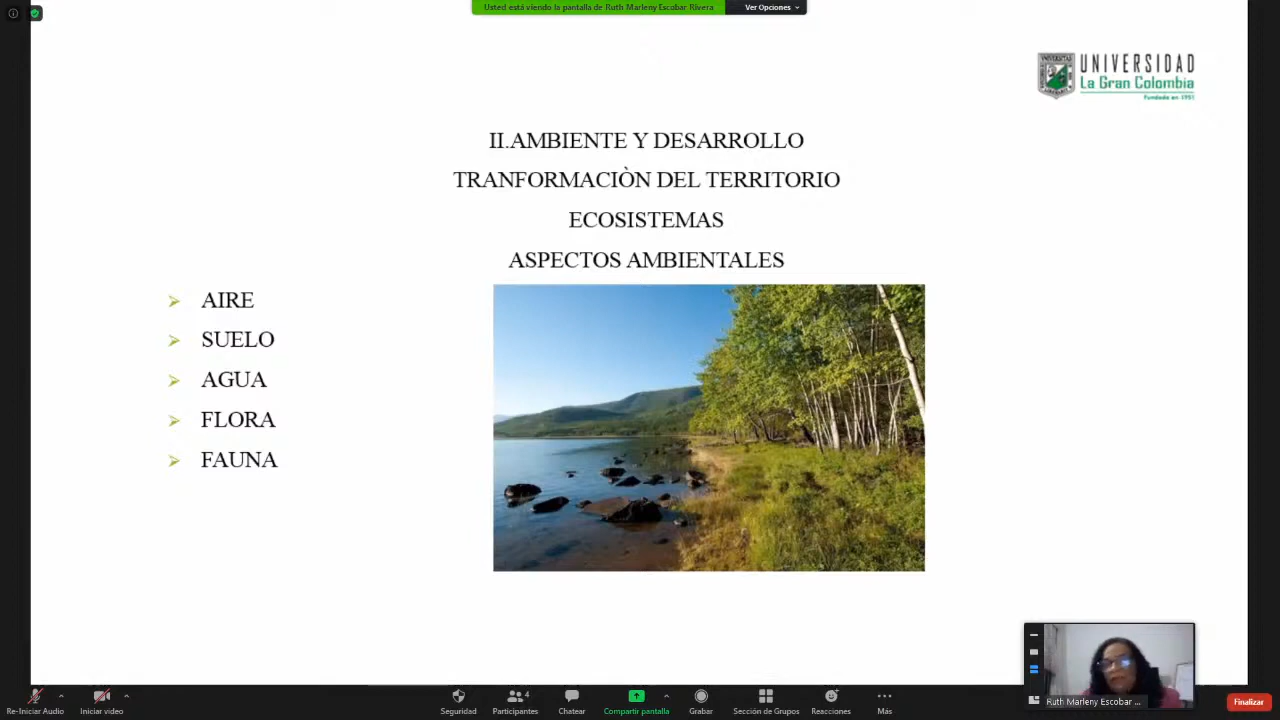 Usted está viendo la pantalla de Ruth Marleny Escobar Rivera
Ver Opciones
UNIVERSIDAD
La Gran Colombia
Fundada en 1951
II.AMBIENTE Y DESARROLLO
TRANFORMACIÒN DEL TERRITORIO
ECOSISTEMAS
ASPECTOS AMBIENTALES
AIRE
SUELO
AGUA
FLORA
FAUNA
Ruth Marleny Escobar ...
Re-Iniciar Audio
Iniciar video
Seguridad
4
Participantes
Chatear
Compartir pantalla
Grabar
Sección de Grupos
Reacciones
Más
Finalizar